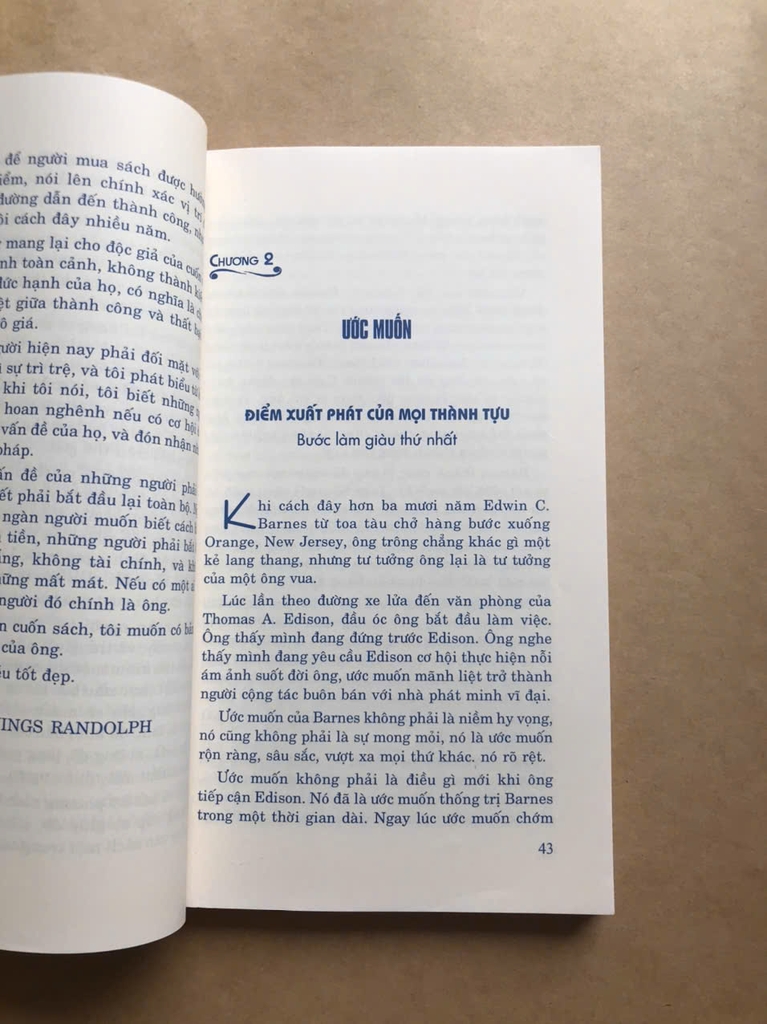 để người mua sách được
iểm, nói lên chính xác vị trí
đường dẫn đến thành công,
ôi cách đây nhiều năm.
mang lại cho độc giả của cuốn
nh toàn cảnh, không thành
đức hạnh của họ, có nghĩa là
ệt giữa thành công và thất
ô giá.
ười hiện nay phải đối mặt
sự trì trệ, và tôi phát biểu
khi tôi nói, tôi biết những
hoan nghênh nếu có cơ hội
vấn đề của họ, và đón nhận
pháp.
ấn đề của những người
ết phải bắt đầu lại toàn bộ.
ngàn người muốn biết cách
tiền, những người phải
ng, không tài chính, và
hững mất mát. Nếu có một
người đó chính là ông.
n cuốn sách, tôi muốn có
của ông.
u tốt đẹp.
INGS RANDOLPH
CHƯƠNG 2
ƯỚC MUỐN
ĐIỂM XUẤT PHÁT CỦA MỌI THÀNH TỰU
Bước làm giàu thứ nhất
Khi cách đây hơn ba mươi năm Edwin C.
Barnes từ toa tàu chở hàng bước xuống
Orange, New Jersey, ông trông chẳng khác gì một
kẻ lang thang, nhưng tư tưởng ông lại là tư tưởng
của một ông vua.
Lúc lần theo đường xe lửa đến văn phòng của
Thomas A. Edison, đầu óc ông bắt đầu làm việc.
Ông thấy mình đang đứng trước Edison. Ông nghe
thấy mình đang yêu cầu Edison cơ hội thực hiện nỗi
ám ảnh suốt đời ông, ước muốn mãnh liệt trở thành
người cộng tác buôn bán với nhà phát minh vĩ đại.
Ước muốn của Barnes không phải là niềm hy vọng,
nó cũng không phải là sự mong mỏi, nó là ước muốn
rộn ràng, sâu sắc, vượt xa mọi thứ khác. nó rõ rệt.
Ước muốn không phải là điều gì mới khi ông
tiếp cận Edison. Nó đã là ước muốn thống trị Barnes
trong một thời gian dài. Ngay lúc ước muốn chớm
43